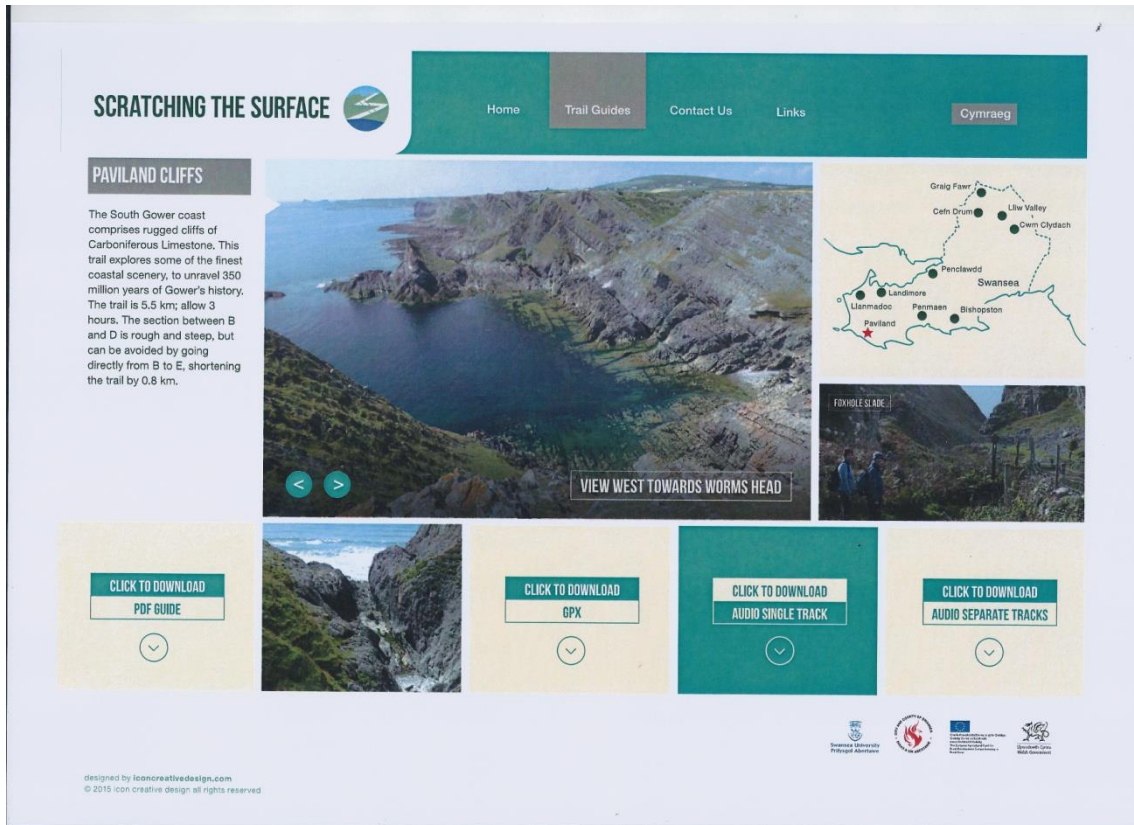 SCRATCHING THE SURFACE
Home
Trail Guides
Contact Us
Links
Cymraeg
PAVILAND CLIFFS
The South Gower coast
comprises rugged cliffs of
Carboniferous Limestone. This
trail explores some of the finest
coastal scenery, to unravel 350
million years of Gower's history.
The trail is 5.5 km; allow 3
hours. The section between B
and D is rough and steep, but
can be avoided by going
directly from B to E, shortening
the trail by 0.8 km.
< >
VIEW WEST TOWARDS WORMS HEAD
Graig Fawr
Cefn Drum
Lliw Valley
Cwm Clydach
Penclawdd
Swansea
Landimore
Llanmadoc
Penmaen
Bishopston
Paviland
FOXHOLE SLADE
CLICK TO DOWNLOAD
PDF GUIDE
CLICK TO DOWNLOAD
GPX
CLICK TO DOWNLOAD
AUDIO SINGLE TRACK
CLICK TO DOWNLOAD
AUDIO SEPARATE TRACKS
Swansea University
Prifysgol Abertawe
Llywodraeth Cymru
Welsh Government
designed by iconcreativedesign.com
© 2015 icon creative design all rights reserved